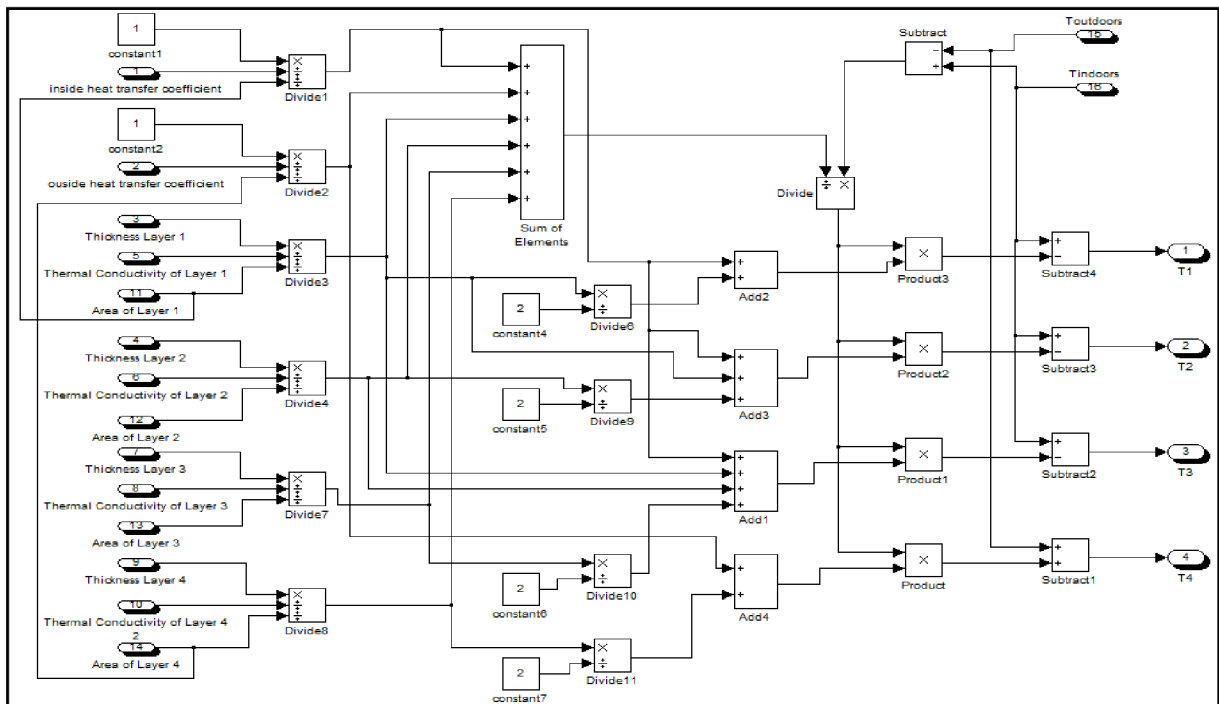 1
constant1
1
inside heat transfer coefficient
× ÷ ÷
Divide1
1
constant2
2
ouside heat transfer coefficient
× ÷ ÷
Divide2
3
Thickness Layer 1
5
Thermal Conductivity of Layer 1
11
Area of Layer 1
× ÷ ÷
Divide3
4
Thickness Layer 2
6
Thermal Conductivity of Layer 2
12
Area of Layer 2
× ÷ ÷
Divide4
7
Thickness Layer 3
8
Thermal Conductivity of Layer 3
13
Area of Layer 3
× ÷ ÷
Divide7
9
Thickness Layer 4
10
Thermal Conductivity of Layer 4
2
14
Area of Layer 4
× ÷ ÷
Divide8
+ + + + + +
Sum of
Elements
2
constant4
× ÷
Divide6
2
constant5
× ÷
Divide9
2
constant6
× ÷
Divide10
2
constant7
× ÷
Divide11
+ +
Add2
+ + +
Add3
+ + + +
Add1
+ +
Add4
Subtract
− +
Toutdoors
15
Tindoors
16
÷ ×
Divide
×
Product3
×
Product2
×
Product1
×
Product
+ −
Subtract4
+ −
Subtract3
+ −
Subtract2
+ +
Subtract1
1
T1
2
T2
3
T3
4
T4